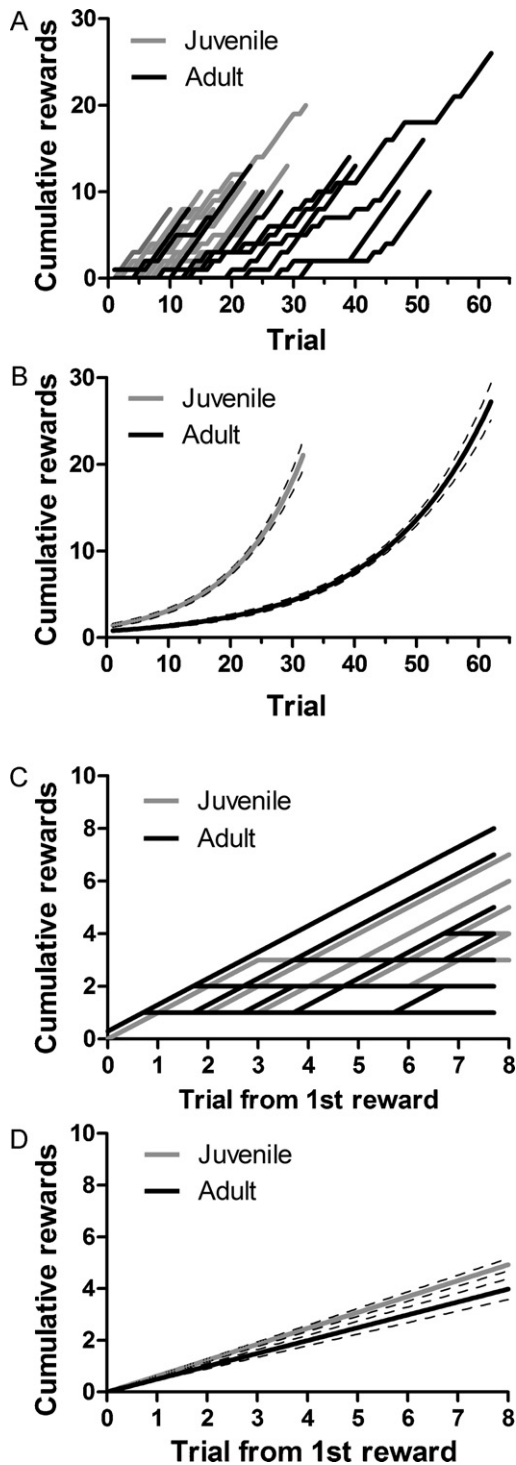 A
Juvenile
Adult
Cumulative rewards
30
20
10
0
0 10 20 30 40 50 60
Trial
B
Juvenile
Adult
Cumulative rewards
30
20
10
0
0 10 20 30 40 50 60
Trial
C
Juvenile
Adult
Cumulative rewards
10
8
6
4
2
0
0 1 2 3 4 5 6 7 8
Trial from 1st reward
D
Juvenile
Adult
Cumulative rewards
10
8
6
4
2
0
0 1 2 3 4 5 6 7 8
Trial from 1st reward